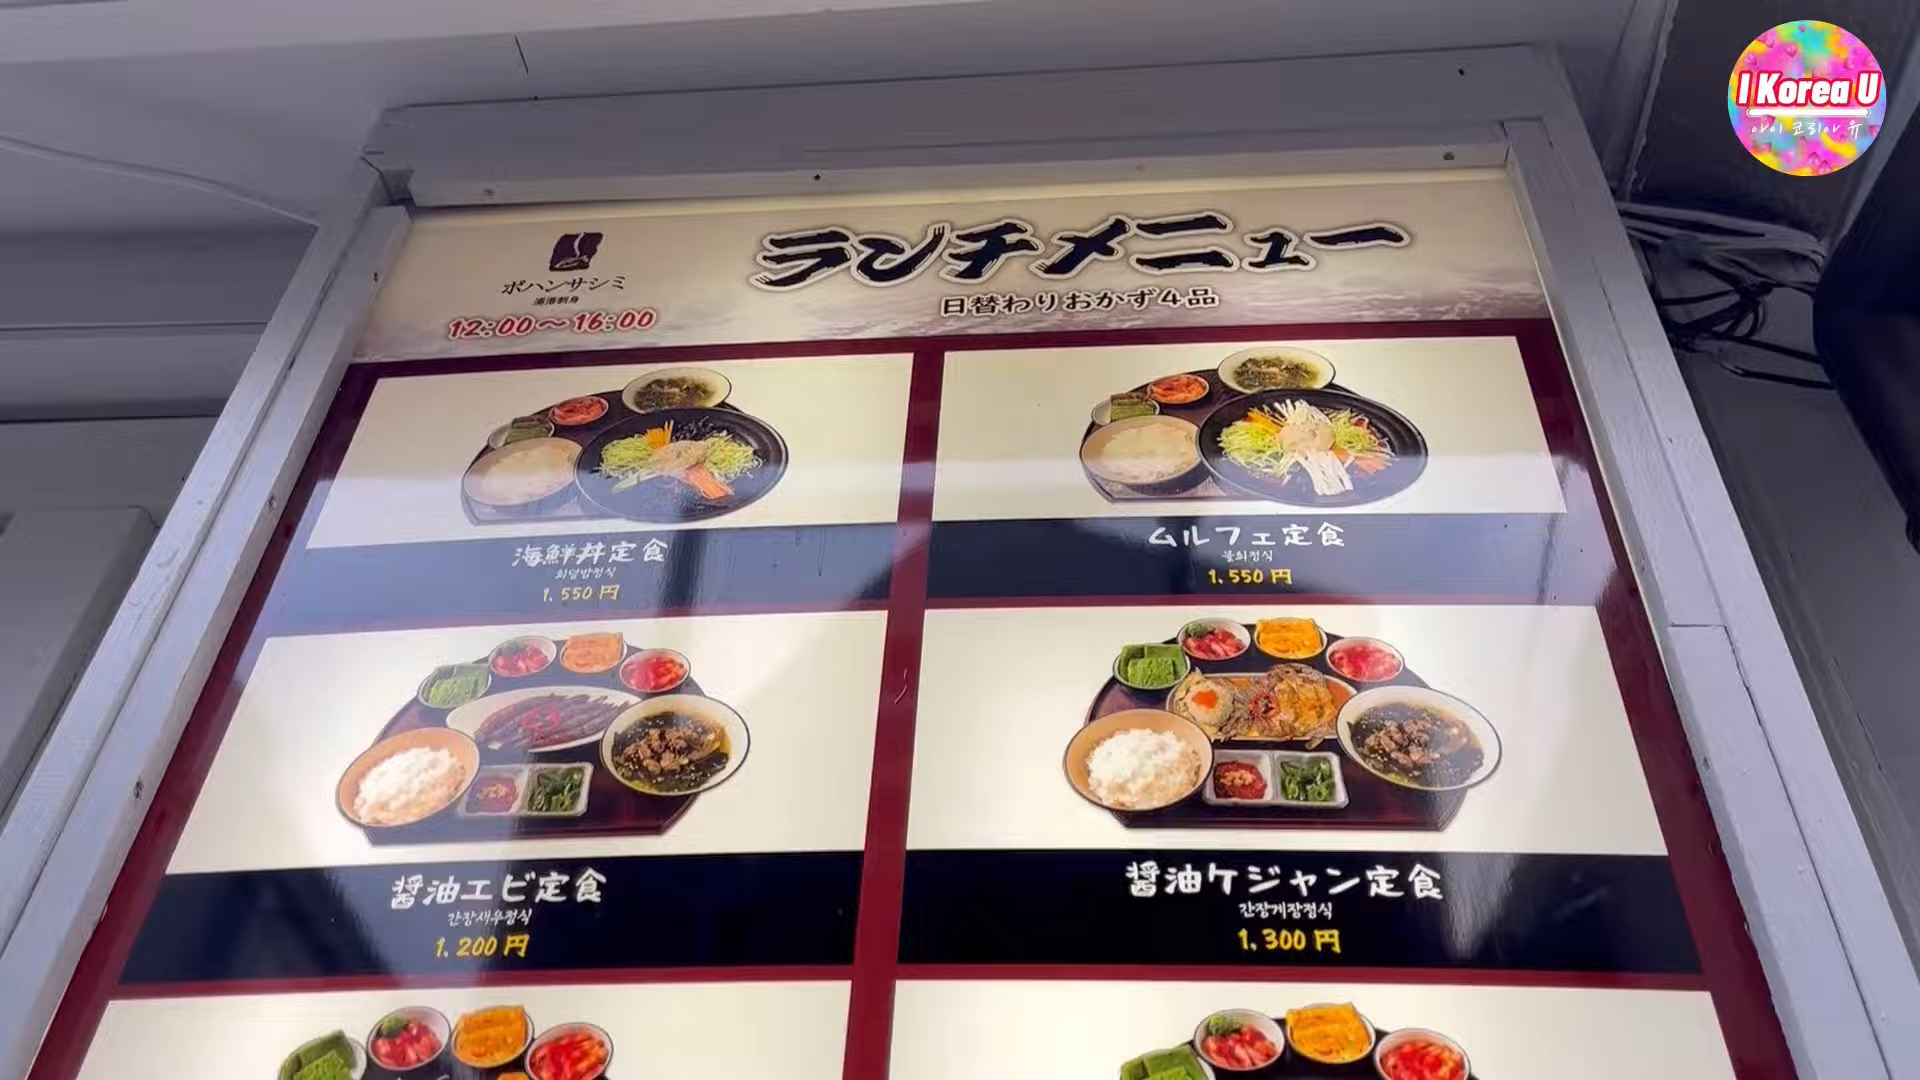 I Korea U
아이 코리아 유
ポハンサシミ
浦港刺身
12:00〜16:00
ランチメニュー
日替わりおかず4品
海鮮丼定食
회덮밥정식
1,550円
ムルフェ定食
물회정식
1,550円
醤油エビ定食
간장새우정식
1,200円
醤油ケジャン定食
간장게장정식
1,300円